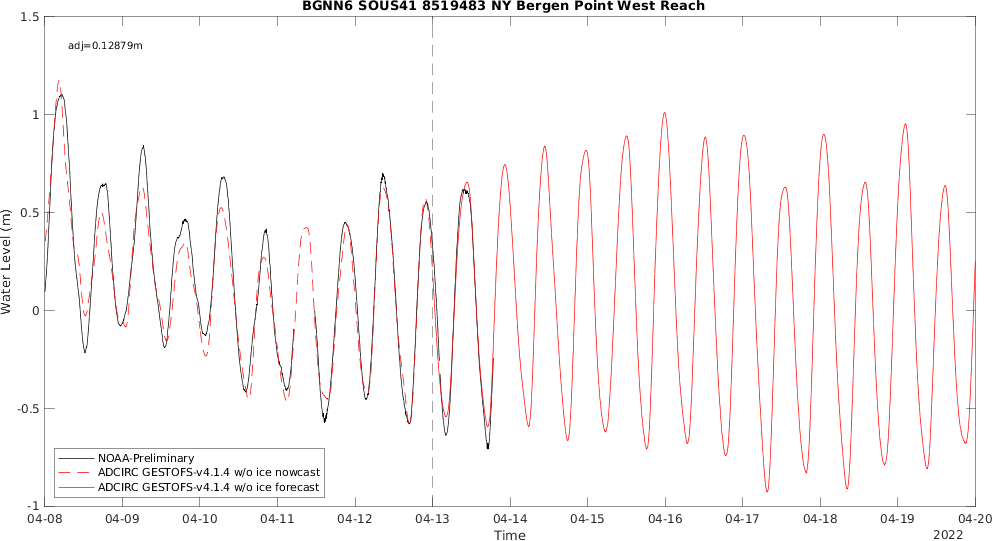 BGNN6 SOUS41 8519483 NY Bergen Point West Reach
1.5
adj=0.12879m
1
0.5
0
-0.5
-1
Water Level (m)
NOAA-Preliminary
ADCIRC GESTOFS-v4.1.4 w/o ice nowcast
ADCIRC GESTOFS-v4.1.4 w/o ice forecast
04-08 04-09 04-10 04-11 04-12 04-13 04-14 04-15 04-16 04-17 04-18 04-19 04-20
Time
2022